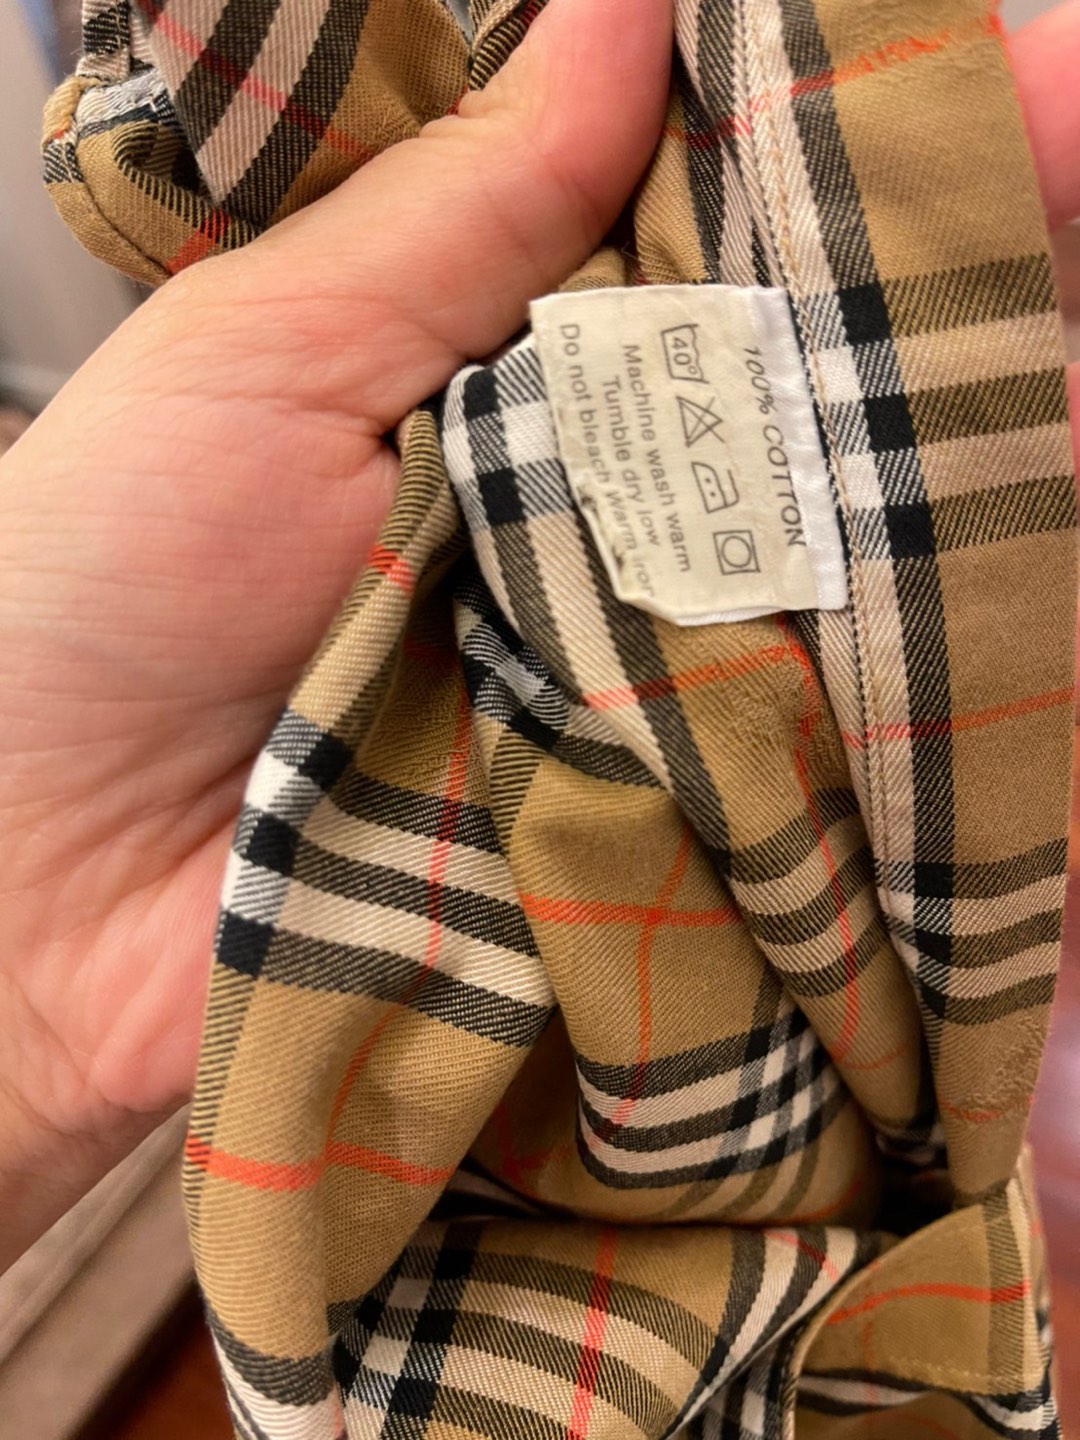 100% COTTON
40°
Machine wash warm
Tumble dry low
Do not bleach Warm iron